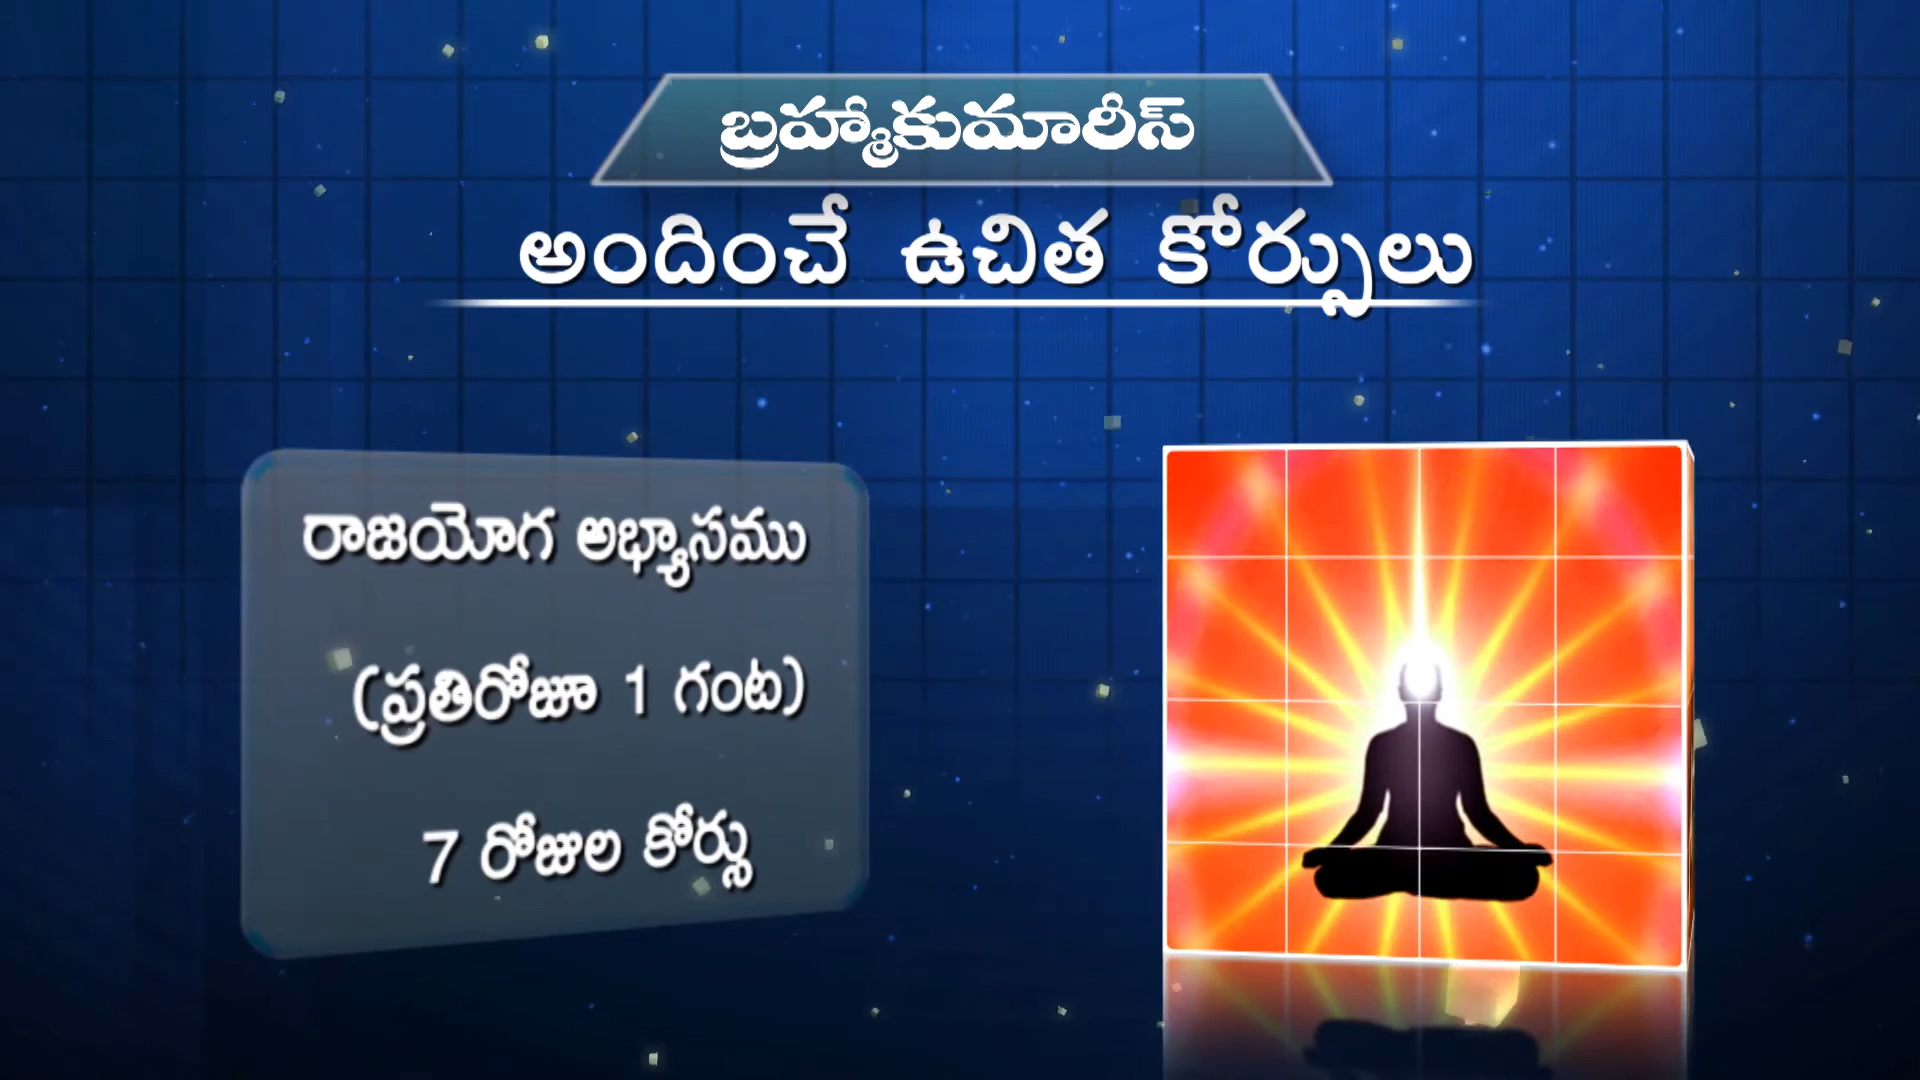 బ్రహ్మాకుమారీస్
అందించే ఉచిత కోర్సులు
రాజయోగ అభ్యాసము
(ప్రతిరోజూ 1 గంట)
7 రోజుల కోర్సు